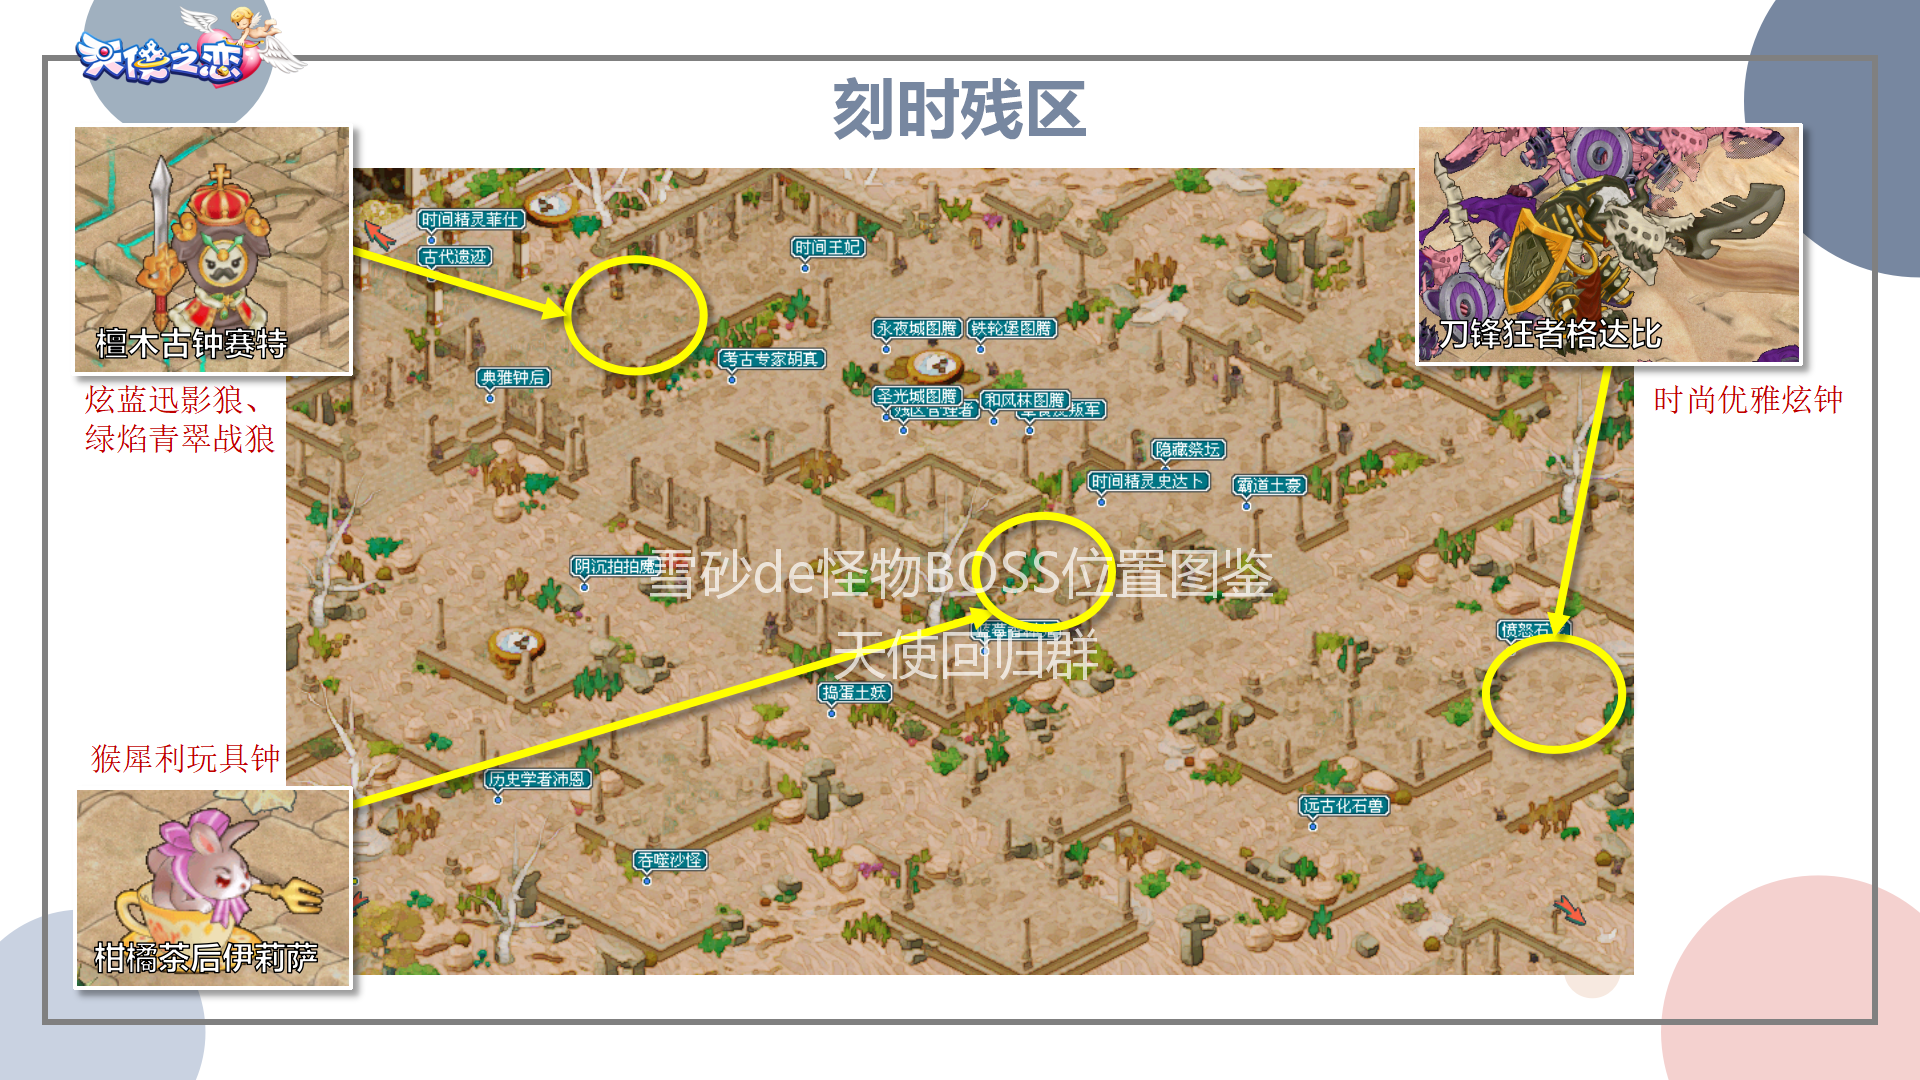 天使之恋
刻时残区
檀木古钟赛特
炫蓝迅影狼、
绿焰青翠战狼
刀锋狂者格达比
时尚优雅炫钟
时间精灵菲仕
古代遗迹
时间王妃
永夜城图腾
铁轮堡图腾
考古专家胡真
典雅钟后
圣光城图腾
和风林图腾
残区管理者
叛军
隐藏祭坛
时间精灵史达卜
霸道土豪
阴沉拍拍魔
雪砂de怪物BOSS位置图鉴
天使回归群
愤怒石
捣蛋土妖
猴犀利玩具钟
历史学者沛恩
远古化石兽
吞噬沙怪
柑橘茶后伊莉萨